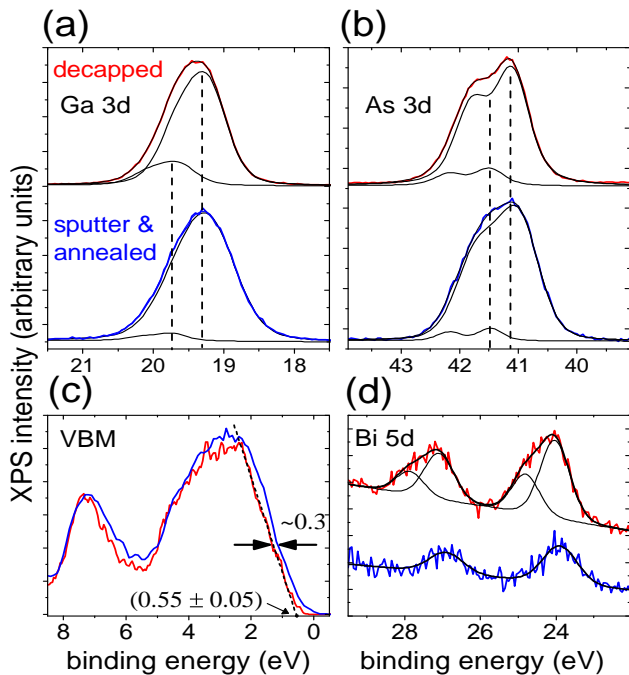 (a)
(b)
decapped
Ga 3d
As 3d
sputter &
annealed
21 20 19 18
43 42 41 40
XPS intensity (arbitrary units)
(c)
(d)
VBM
Bi 5d
~0.3
(0.55 ± 0.05)
8 6 4 2 0
28 26 24
binding energy (eV)
binding energy (eV)